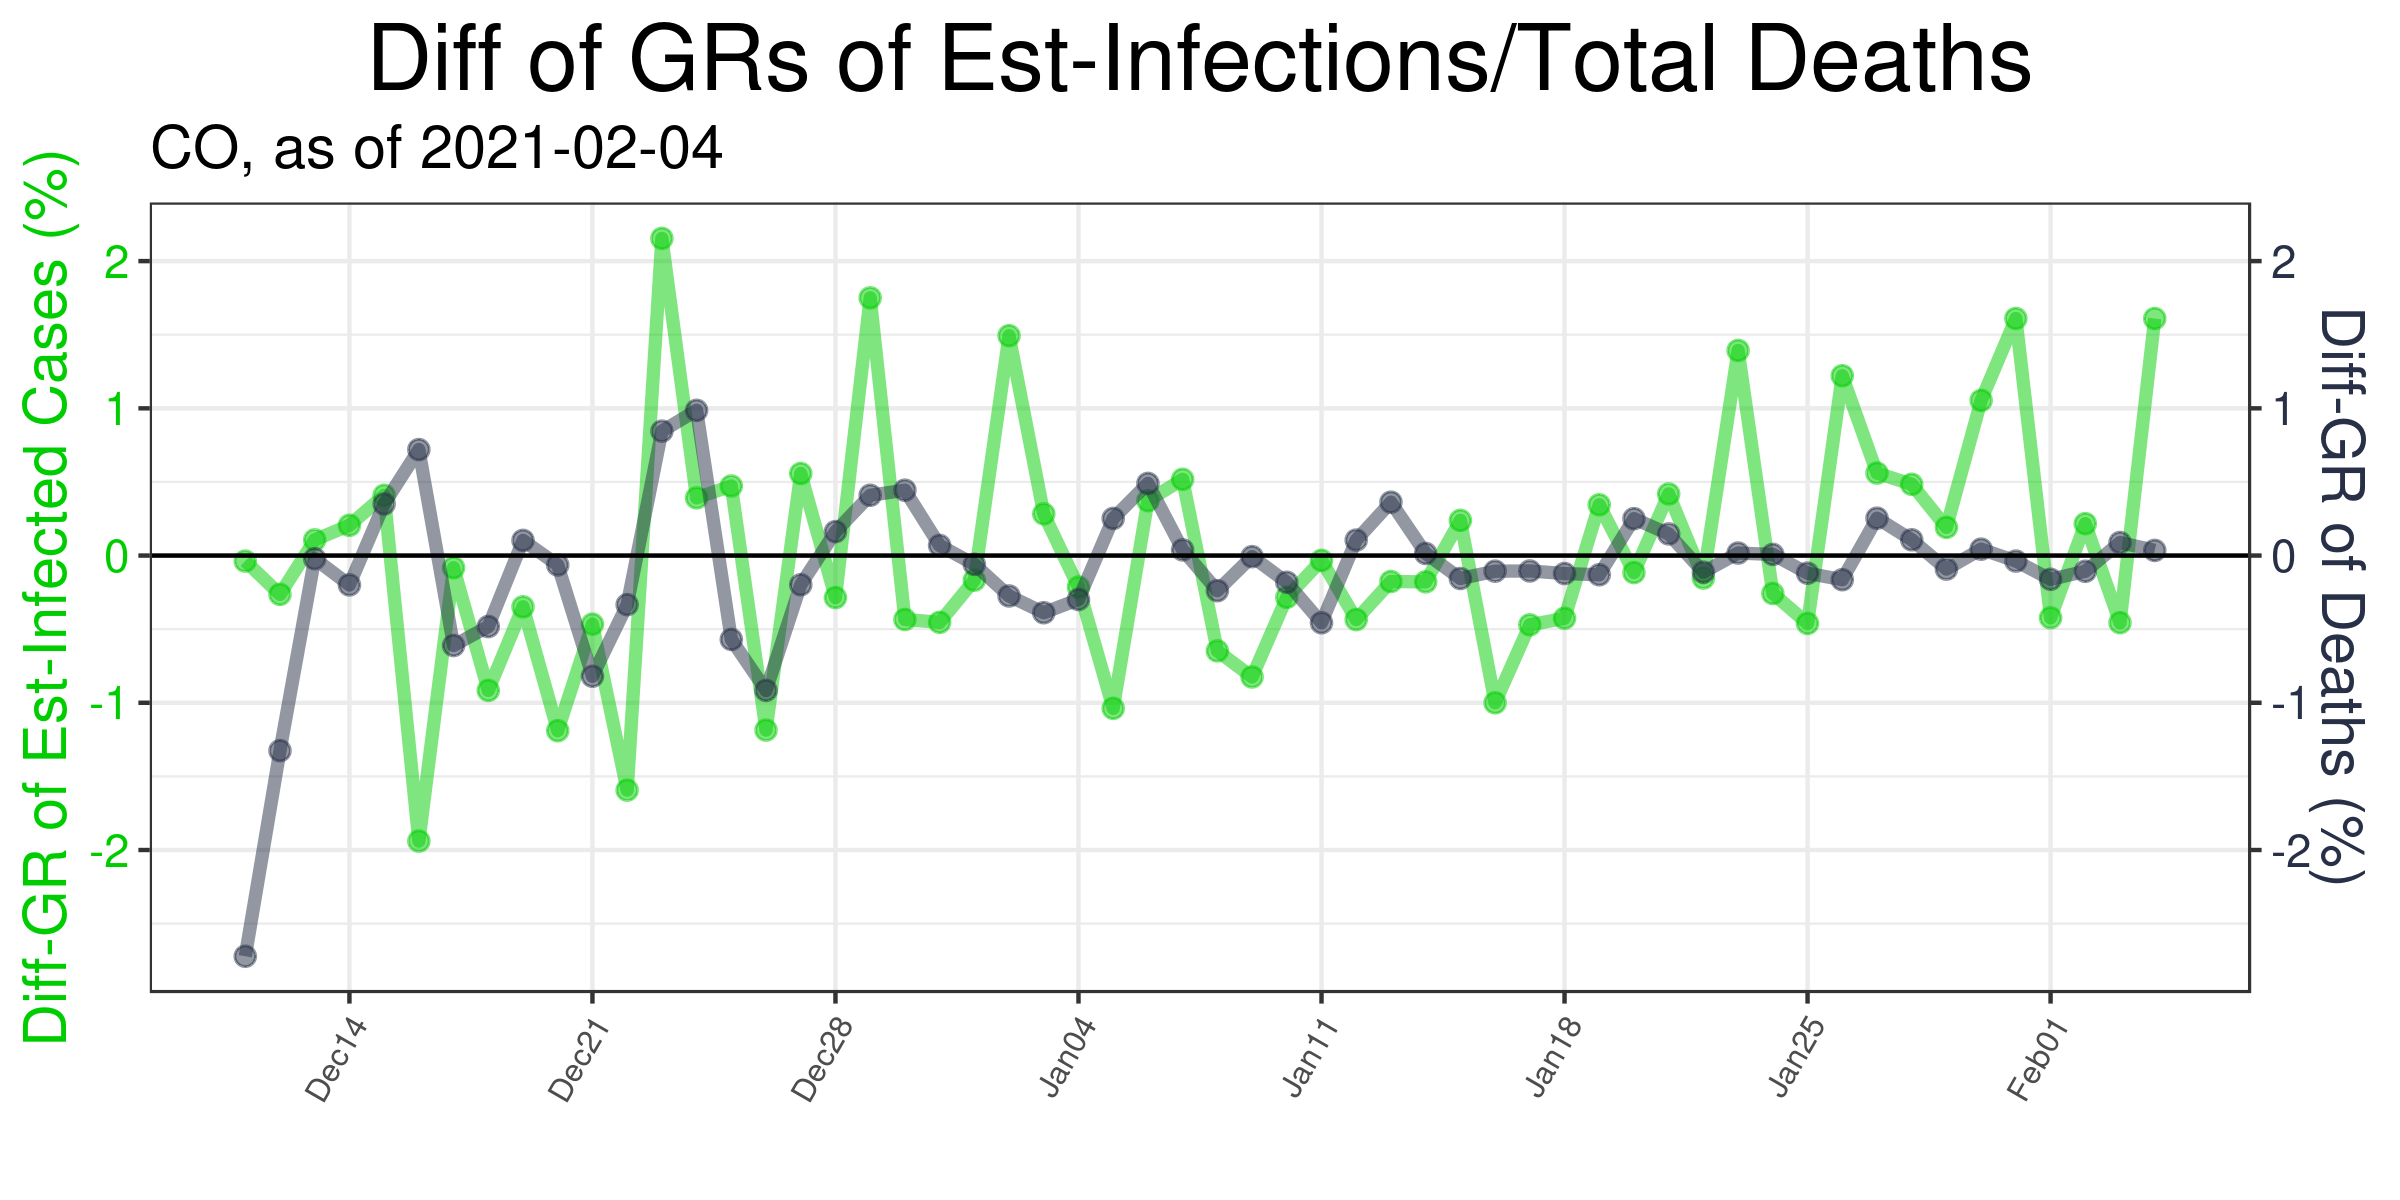 Diff of GRs of Est-Infections/Total Deaths
CO, as of 2021-02-04
Diff-GR of Est-Infected Cases (%)
2
1
0
-1
-2
2
1
0
-1
-2
Diff-GR of Deaths (%)
Dec14
Dec21
Dec28
Jan04
Jan11
Jan18
Jan25
Feb01